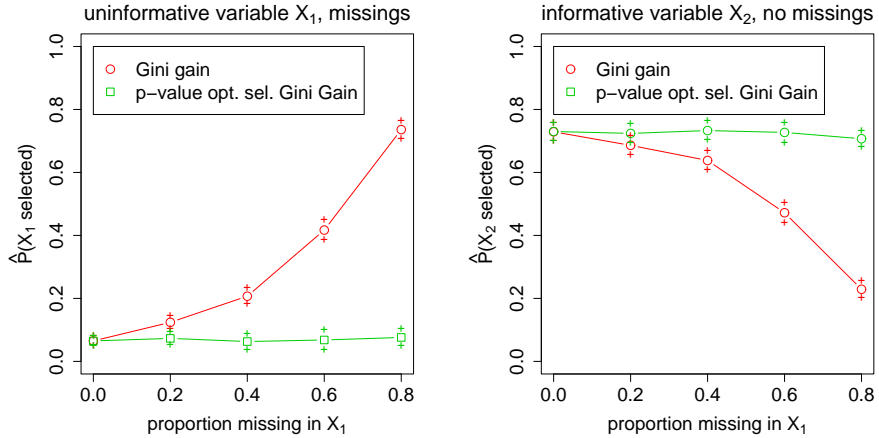 uninformative variable X₁, missings
Gini gain
p−value opt. sel. Gini Gain
P̂(X₁ selected)
1.0
0.8
0.6
0.4
0.2
0.0
0.0 0.2 0.4 0.6 0.8
proportion missing in X₁
informative variable X₂, no missings
Gini gain
p−value opt. sel. Gini Gain
P̂(X₂ selected)
1.0
0.8
0.6
0.4
0.2
0.0
0.0 0.2 0.4 0.6 0.8
proportion missing in X₁